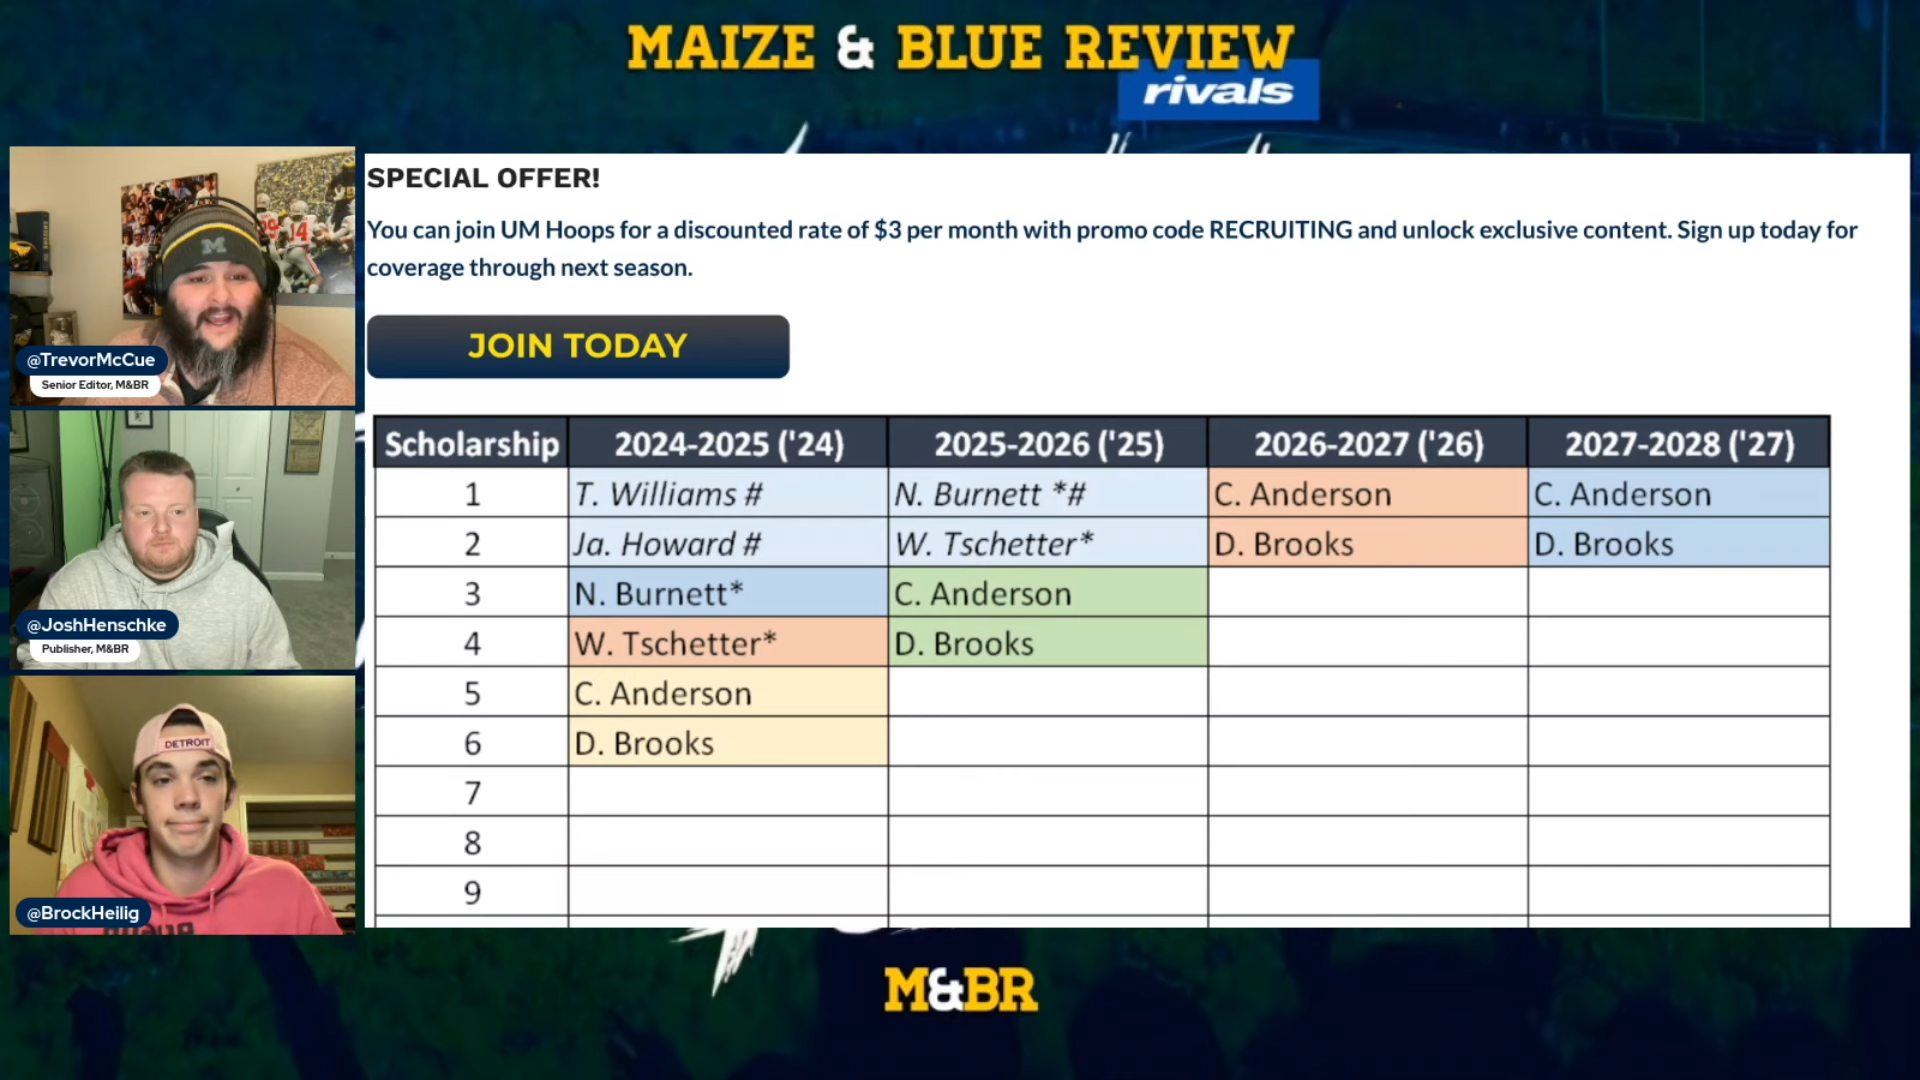 MAIZE & BLUE REVIEW
rivals
SPECIAL OFFER!
You can join UM Hoops for a discounted rate of $3 per month with promo code RECRUITING and unlock exclusive content. Sign up today for
coverage through next season.
JOIN TODAY
Scholarship 2024-2025 ('24) 2025-2026 ('25) 2026-2027 ('26) 2027-2028 ('27)
1 T. Williams # N. Burnett *# C. Anderson C. Anderson
2 Ja. Howard # W. Tschetter* D. Brooks D. Brooks
3 N. Burnett* C. Anderson
4 W. Tschetter* D. Brooks
5 C. Anderson
6 D. Brooks
7
8
9
M
14
@TrevorMcCue
Senior Editor, M&BR
@JoshHenschke
Publisher, M&BR
DETROIT
@BrockHeilig
M&BR